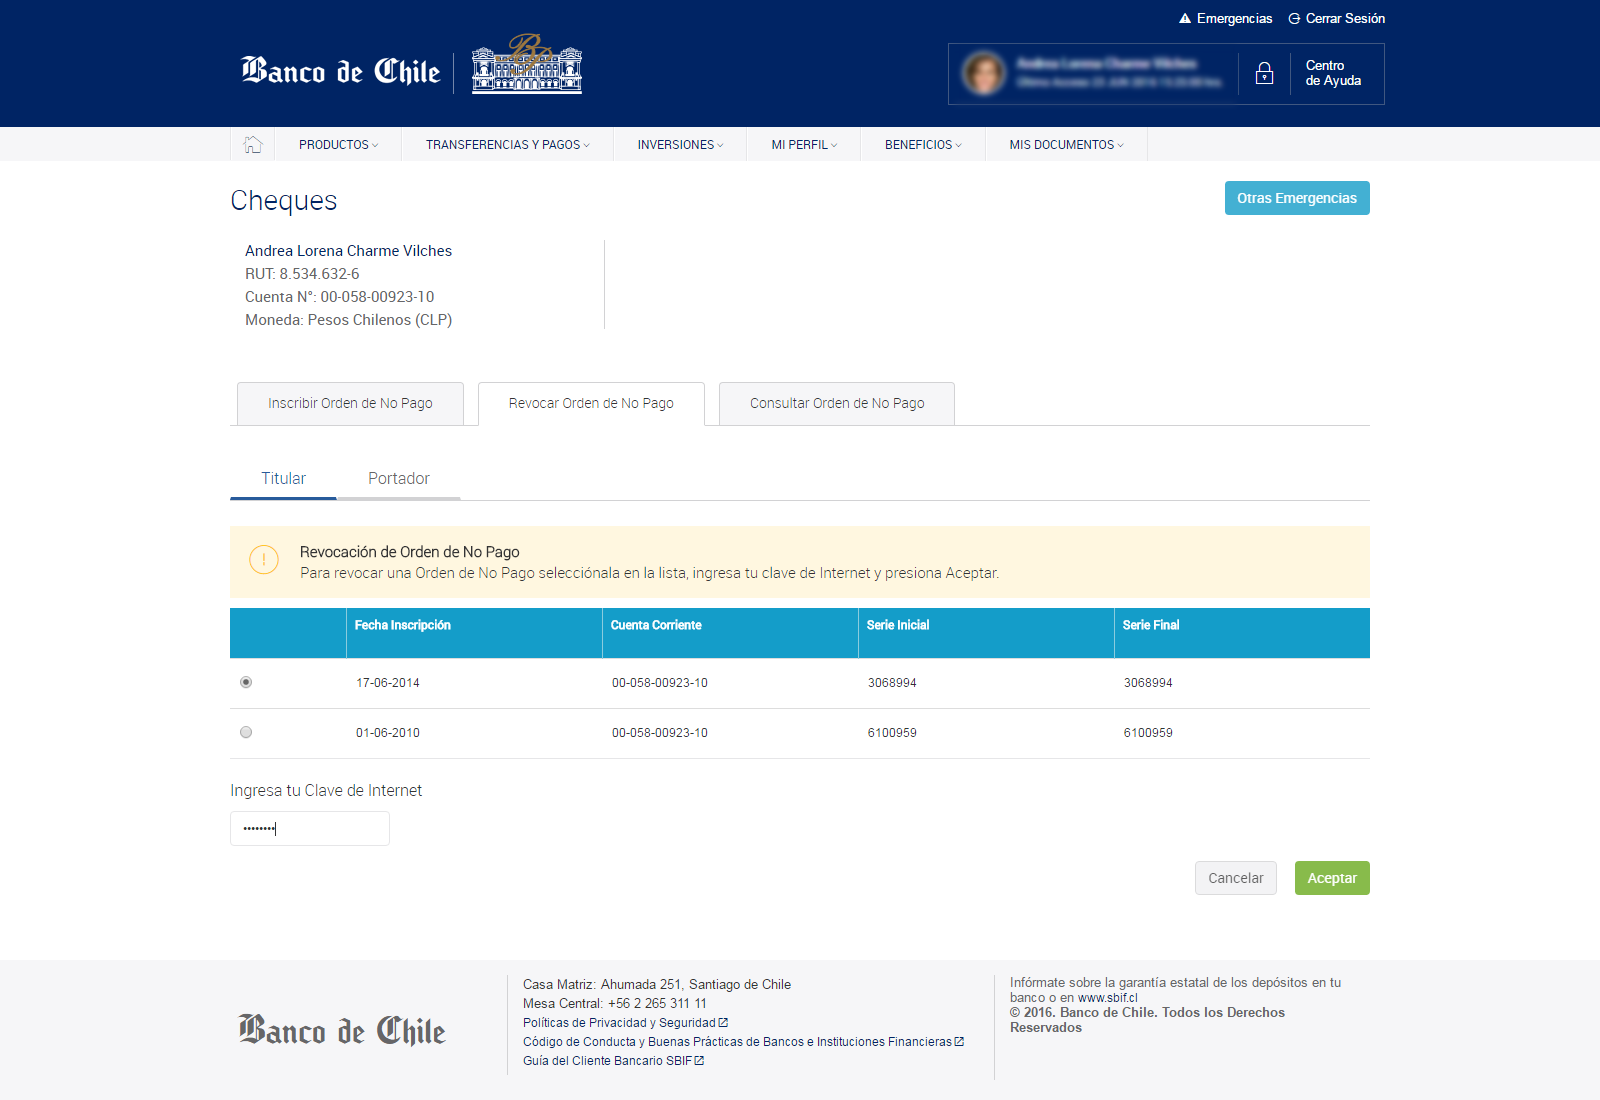 Emergencias
Cerrar Sesión
Banco de Chile
Andrea Lorena Charme Vilches
Centro
de Ayuda
PRODUCTOS
TRANSFERENCIAS Y PAGOS
INVERSIONES
MI PERFIL
BENEFICIOS
MIS DOCUMENTOS
Cheques
Otras Emergencias
Andrea Lorena Charme Vilches
RUT: 8.534.632-6
Cuenta N°: 00-058-00923-10
Moneda: Pesos Chilenos (CLP)
Inscribir Orden de No Pago
Revocar Orden de No Pago
Consultar Orden de No Pago
Titular
Portador
Revocación de Orden de No Pago
Para revocar una Orden de No Pago selecciónala en la lista, ingresa tu clave de Internet y presiona Aceptar.
Fecha Inscripción Cuenta Corriente Serie Inicial Serie Final
17-06-2014 00-058-00923-10 3068994 3068994
01-06-2010 00-058-00923-10 6100959 6100959
Ingresa tu Clave de Internet
••••••••
Cancelar
Aceptar
Banco de Chile
Casa Matriz: Ahumada 251, Santiago de Chile
Mesa Central: +56 2 265 311 11
Políticas de Privacidad y Seguridad
Código de Conducta y Buenas Prácticas de Bancos e Instituciones Financieras
Guía del Cliente Bancario SBIF
Infórmate sobre la garantía estatal de los depósitos en tu
banco o en www.sbif.cl
© 2016. Banco de Chile. Todos los Derechos
Reservados